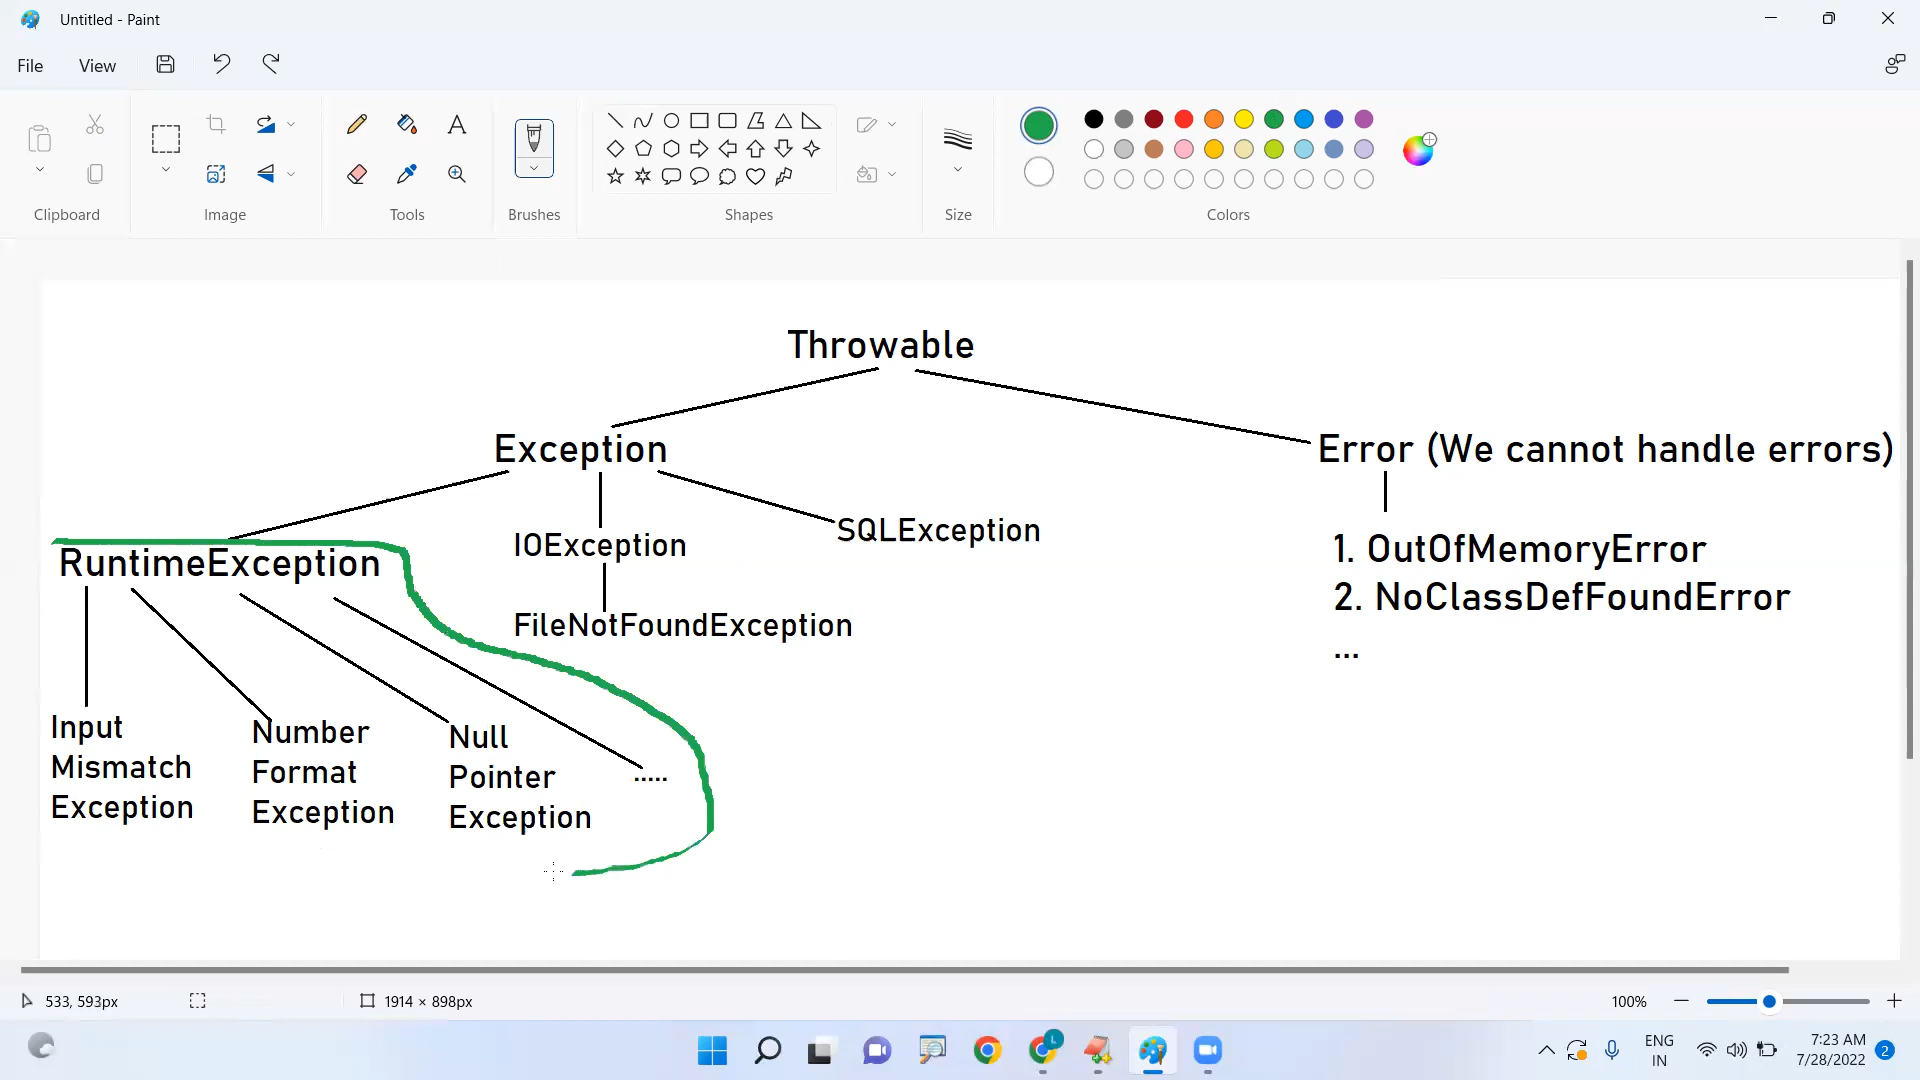 Untitled - Paint
File View
Clipboard Image Tools Brushes Shapes Size Colors
Throwable
Exception Error (We cannot handle errors)
IOException SQLException
RuntimeException 1. OutOfMemoryError
FileNotFoundException 2. NoClassDefFoundError
...
Input
Mismatch
Exception
Number
Format
Exception
Null
Pointer
Exception
.....
533, 593px 1914 × 898px 100%
ENG
IN
7:23 AM
7/28/2022
2